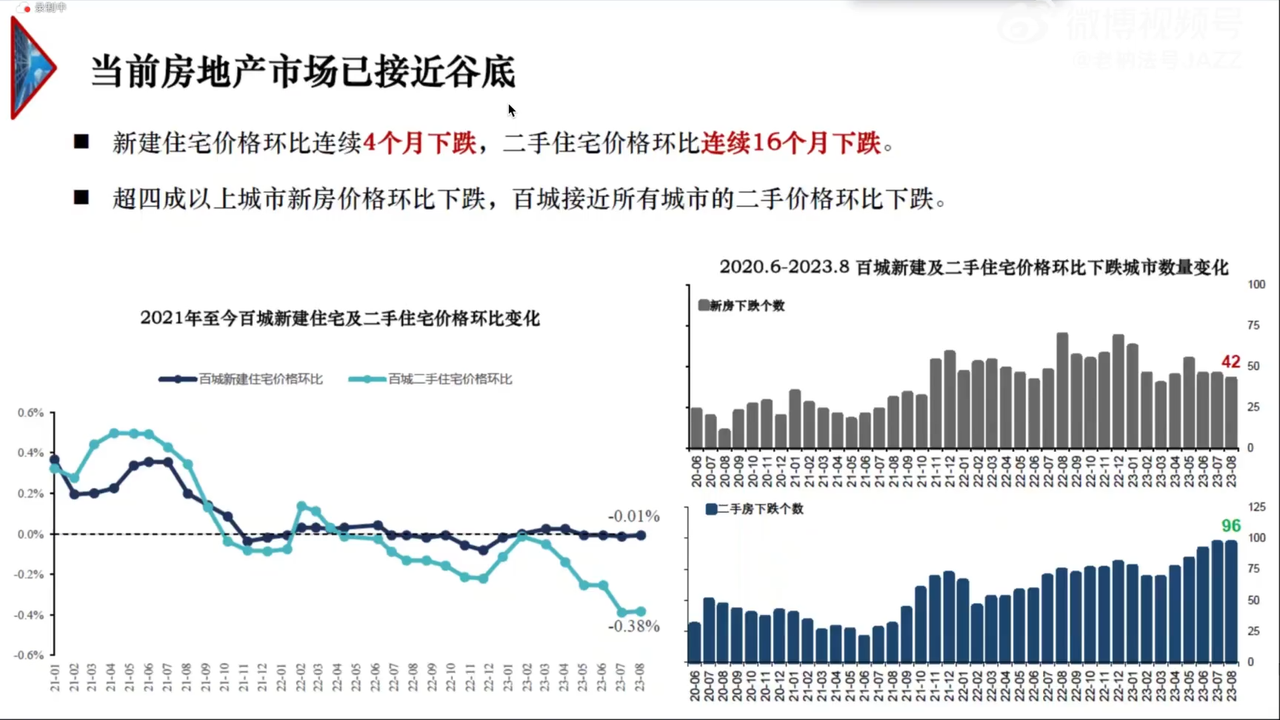 录制中
微博视频号
当前房地产市场已接近谷底
新建住宅价格环比连续4个月下跌，二手住宅价格环比连续16个月下跌。
超四成以上城市新房价格环比下跌，百城接近所有城市的二手价格环比下跌。
2021年至今百城新建住宅及二手住宅价格环比变化
百城新建住宅价格环比 百城二手住宅价格环比
0.6%
0.4%
0.2%
0.0%
-0.2%
-0.4%
-0.6%
-0.01%
-0.38%
21-01 21-02 21-03 21-04 21-05 21-06 21-07 21-08 21-09 21-10 21-11 21-12 22-01 22-02 22-03 22-04 22-05 22-06 22-07 22-08 22-09 22-10 22-11 22-12 23-01 23-02 23-03 23-04 23-05 23-06 23-07 23-08
2020.6-2023.8 百城新建及二手住宅价格环比下跌城市数量变化
新房下跌个数
100
75
50
25
0
42
20-06 20-07 20-08 20-09 20-10 20-11 20-12 21-01 21-02 21-03 21-04 21-05 21-06 21-07 21-08 21-09 21-10 21-11 21-12 22-01 22-02 22-03 22-04 22-05 22-06 22-07 22-08 22-09 22-10 22-11 22-12 23-01 23-02 23-03 23-04 23-05 23-06 23-07 23-08
二手房下跌个数
125
100
75
50
25
0
96
20-06 20-07 20-08 20-09 20-10 20-11 20-12 21-01 21-02 21-03 21-04 21-05 21-06 21-07 21-08 21-09 21-10 21-11 21-12 22-01 22-02 22-03 22-04 22-05 22-06 22-07 22-08 22-09 22-10 22-11 22-12 23-01 23-02 23-03 23-04 23-05 23-06 23-07 23-08